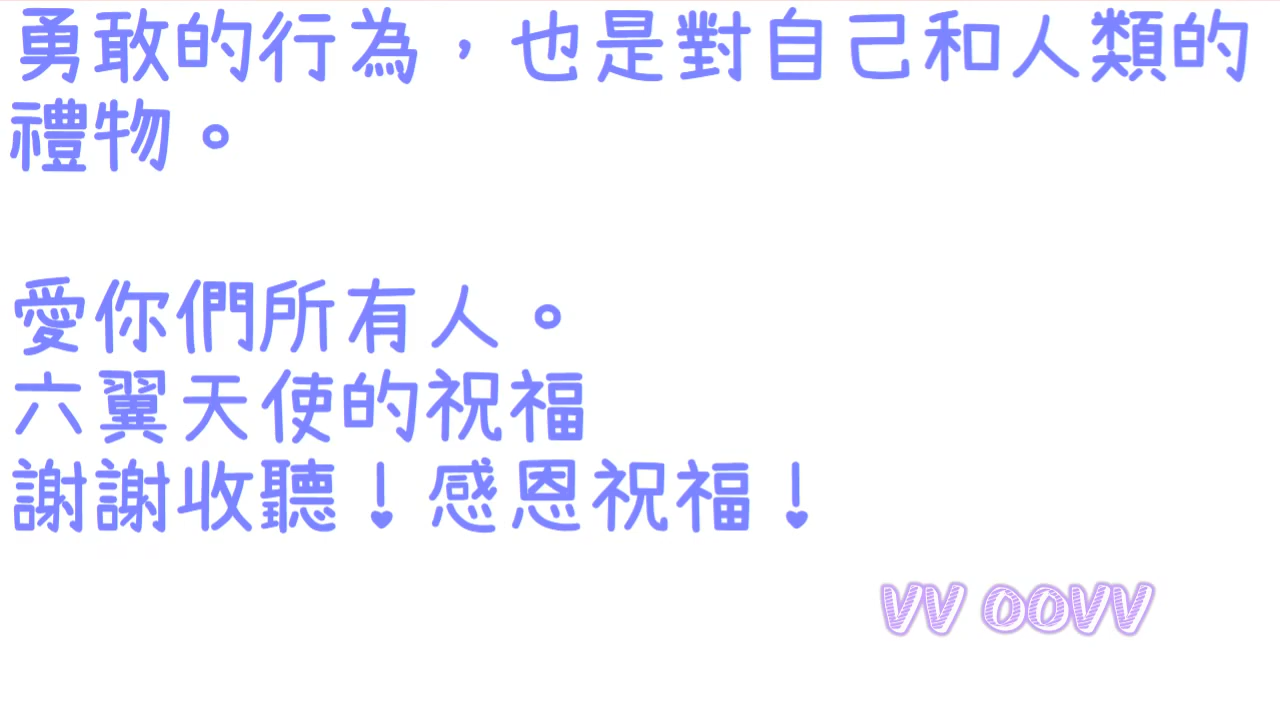 勇敢的行為，也是對自己和人類的
禮物。
愛你們所有人。
六翼天使的祝福
謝謝收聽！感恩祝福！
VV OOVV